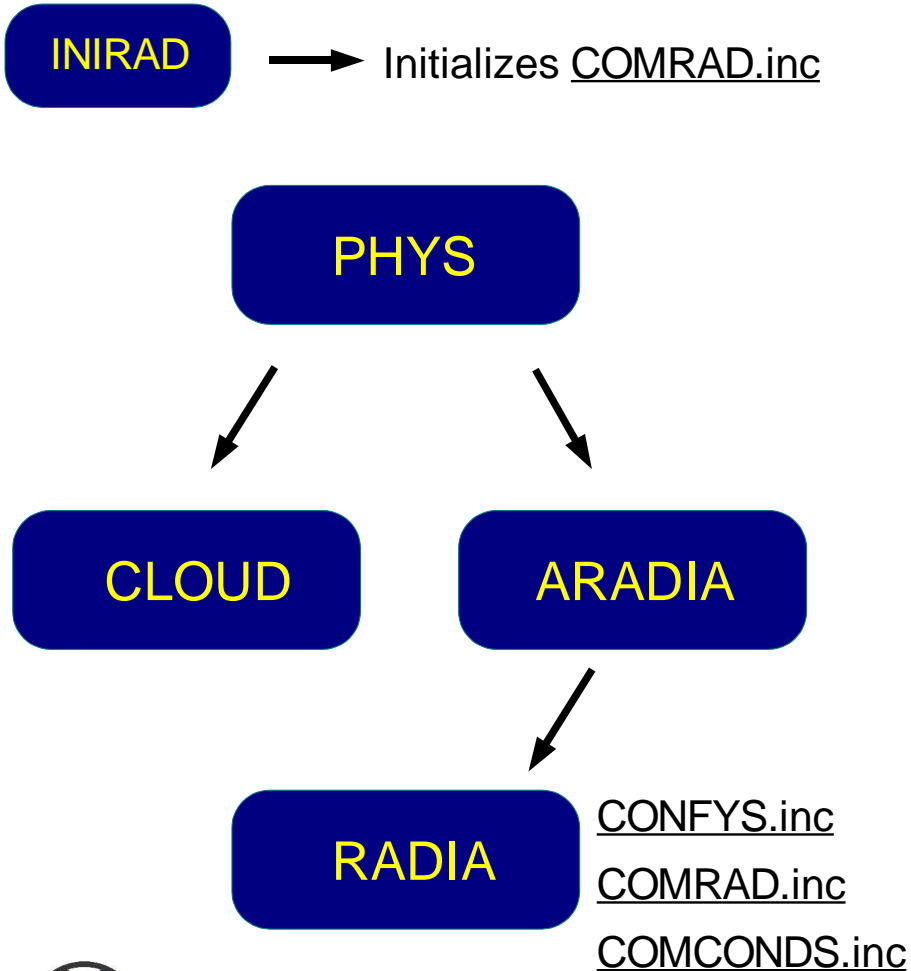 INIRAD
Initializes COMRAD.inc
PHYS
CLOUD
ARADIA
RADIA
CONFYS.inc
COMRAD.inc
COMCONDS.inc